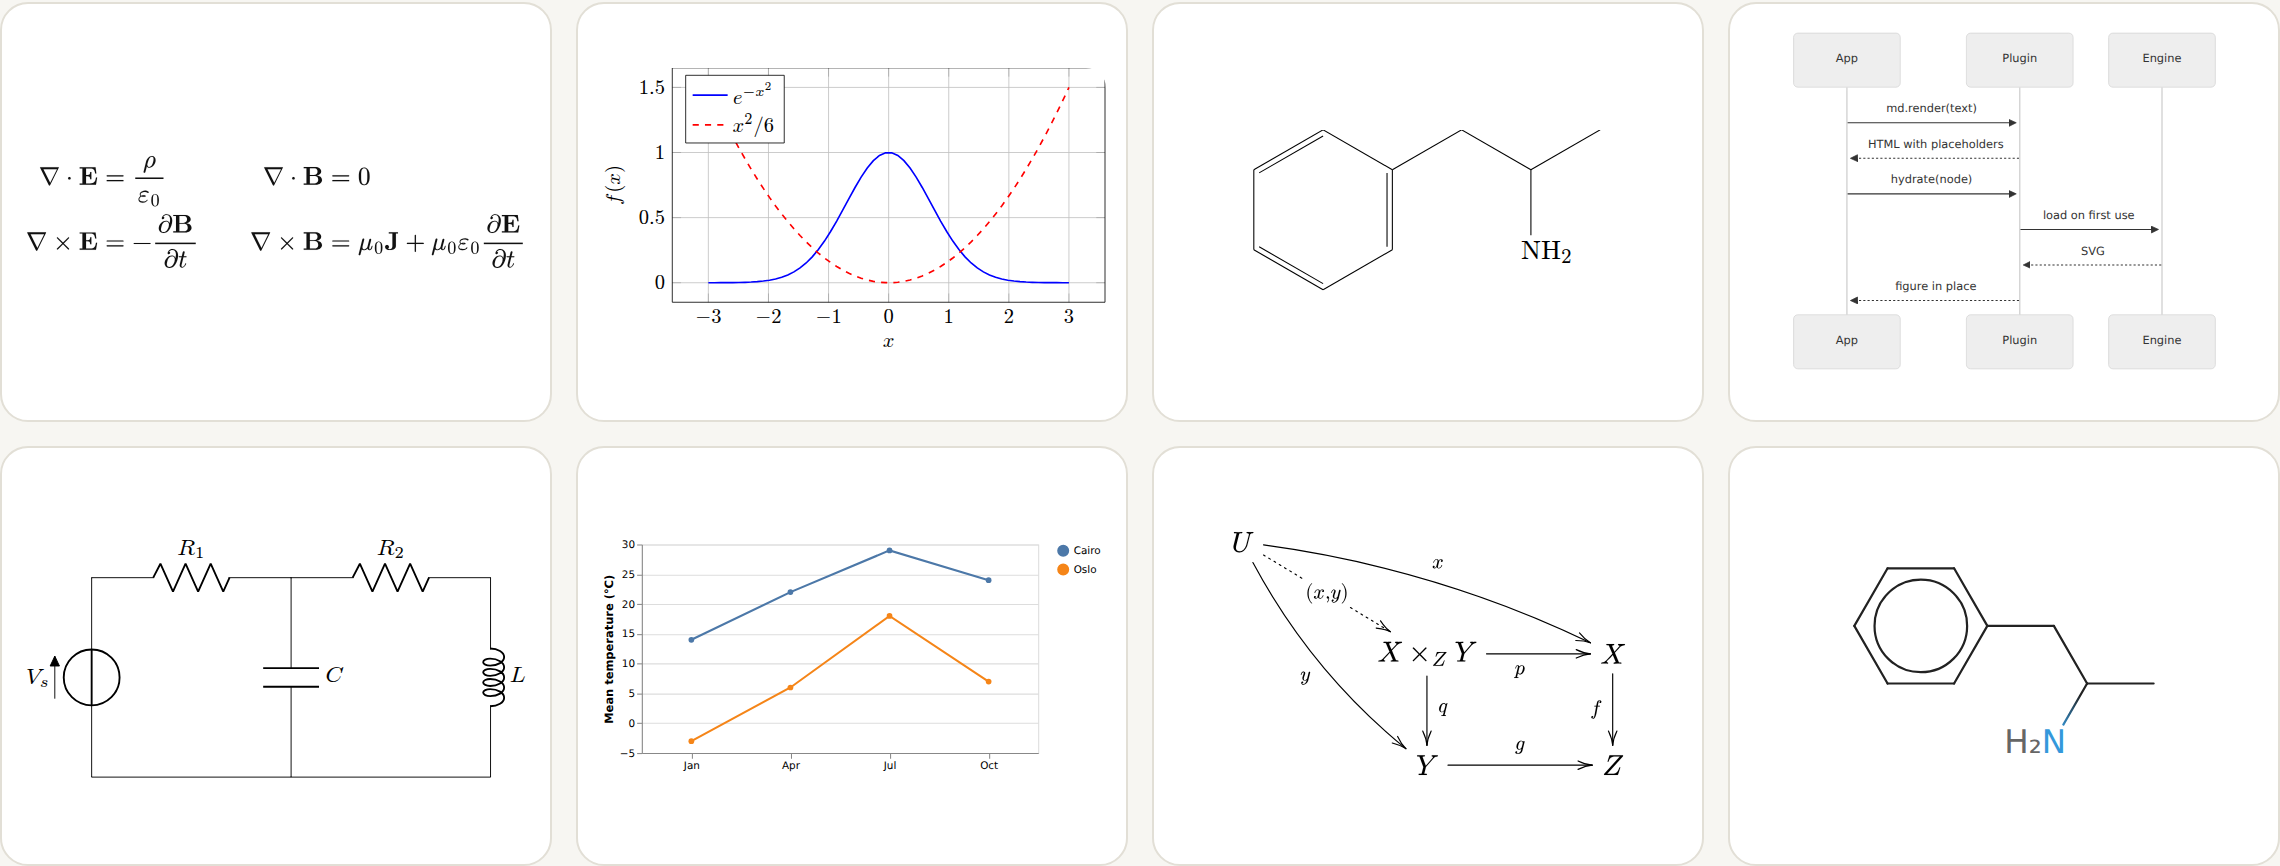 ∇ · E = ρ/ε₀    ∇ · B = 0
∇ × E = −∂B/∂t    ∇ × B = μ₀J + μ₀ε₀ ∂E/∂t
1.5
1
0.5
0
f(x)
e^{−x²}
x²/6
−3 −2 −1 0 1 2 3
x
NH₂
App Plugin Engine
md.render(text)
HTML with placeholders
hydrate(node)
load on first use
SVG
figure in place
App Plugin Engine
R₁ R₂
Vₛ C L
Mean temperature (°C)
30
25
20
15
10
5
0
−5
Jan Apr Jul Oct
Cairo
Oslo
U
x
(x,y)
y
X ×_Z Y p X
q f
Y g Z
H₂N